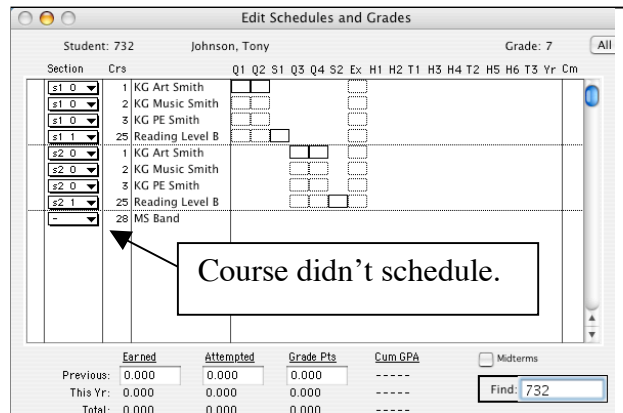 Edit Schedules and Grades
Student: 732 Johnson, Tony Grade: 7 All
Section Crs Q1 Q2 S1 Q3 Q4 S2 Ex H1 H2 T1 H3 H4 T2 H5 H6 T3 Yr Cm
s1 0 1 KG Art Smith
s1 0 2 KG Music Smith
s1 0 3 KG PE Smith
s1 1 25 Reading Level B
s2 0 1 KG Art Smith
s2 0 2 KG Music Smith
s2 0 3 KG PE Smith
s2 1 25 Reading Level B
- 28 MS Band
Course didn't schedule.
Earned Attempted Grade Pts Cum GPA Midterms
Previous: 0.000 0.000 0.000 -----
This Yr: 0.000 0.000 0.000 ----- Find: 732
Total: 0.000 0.000 0.000 -----